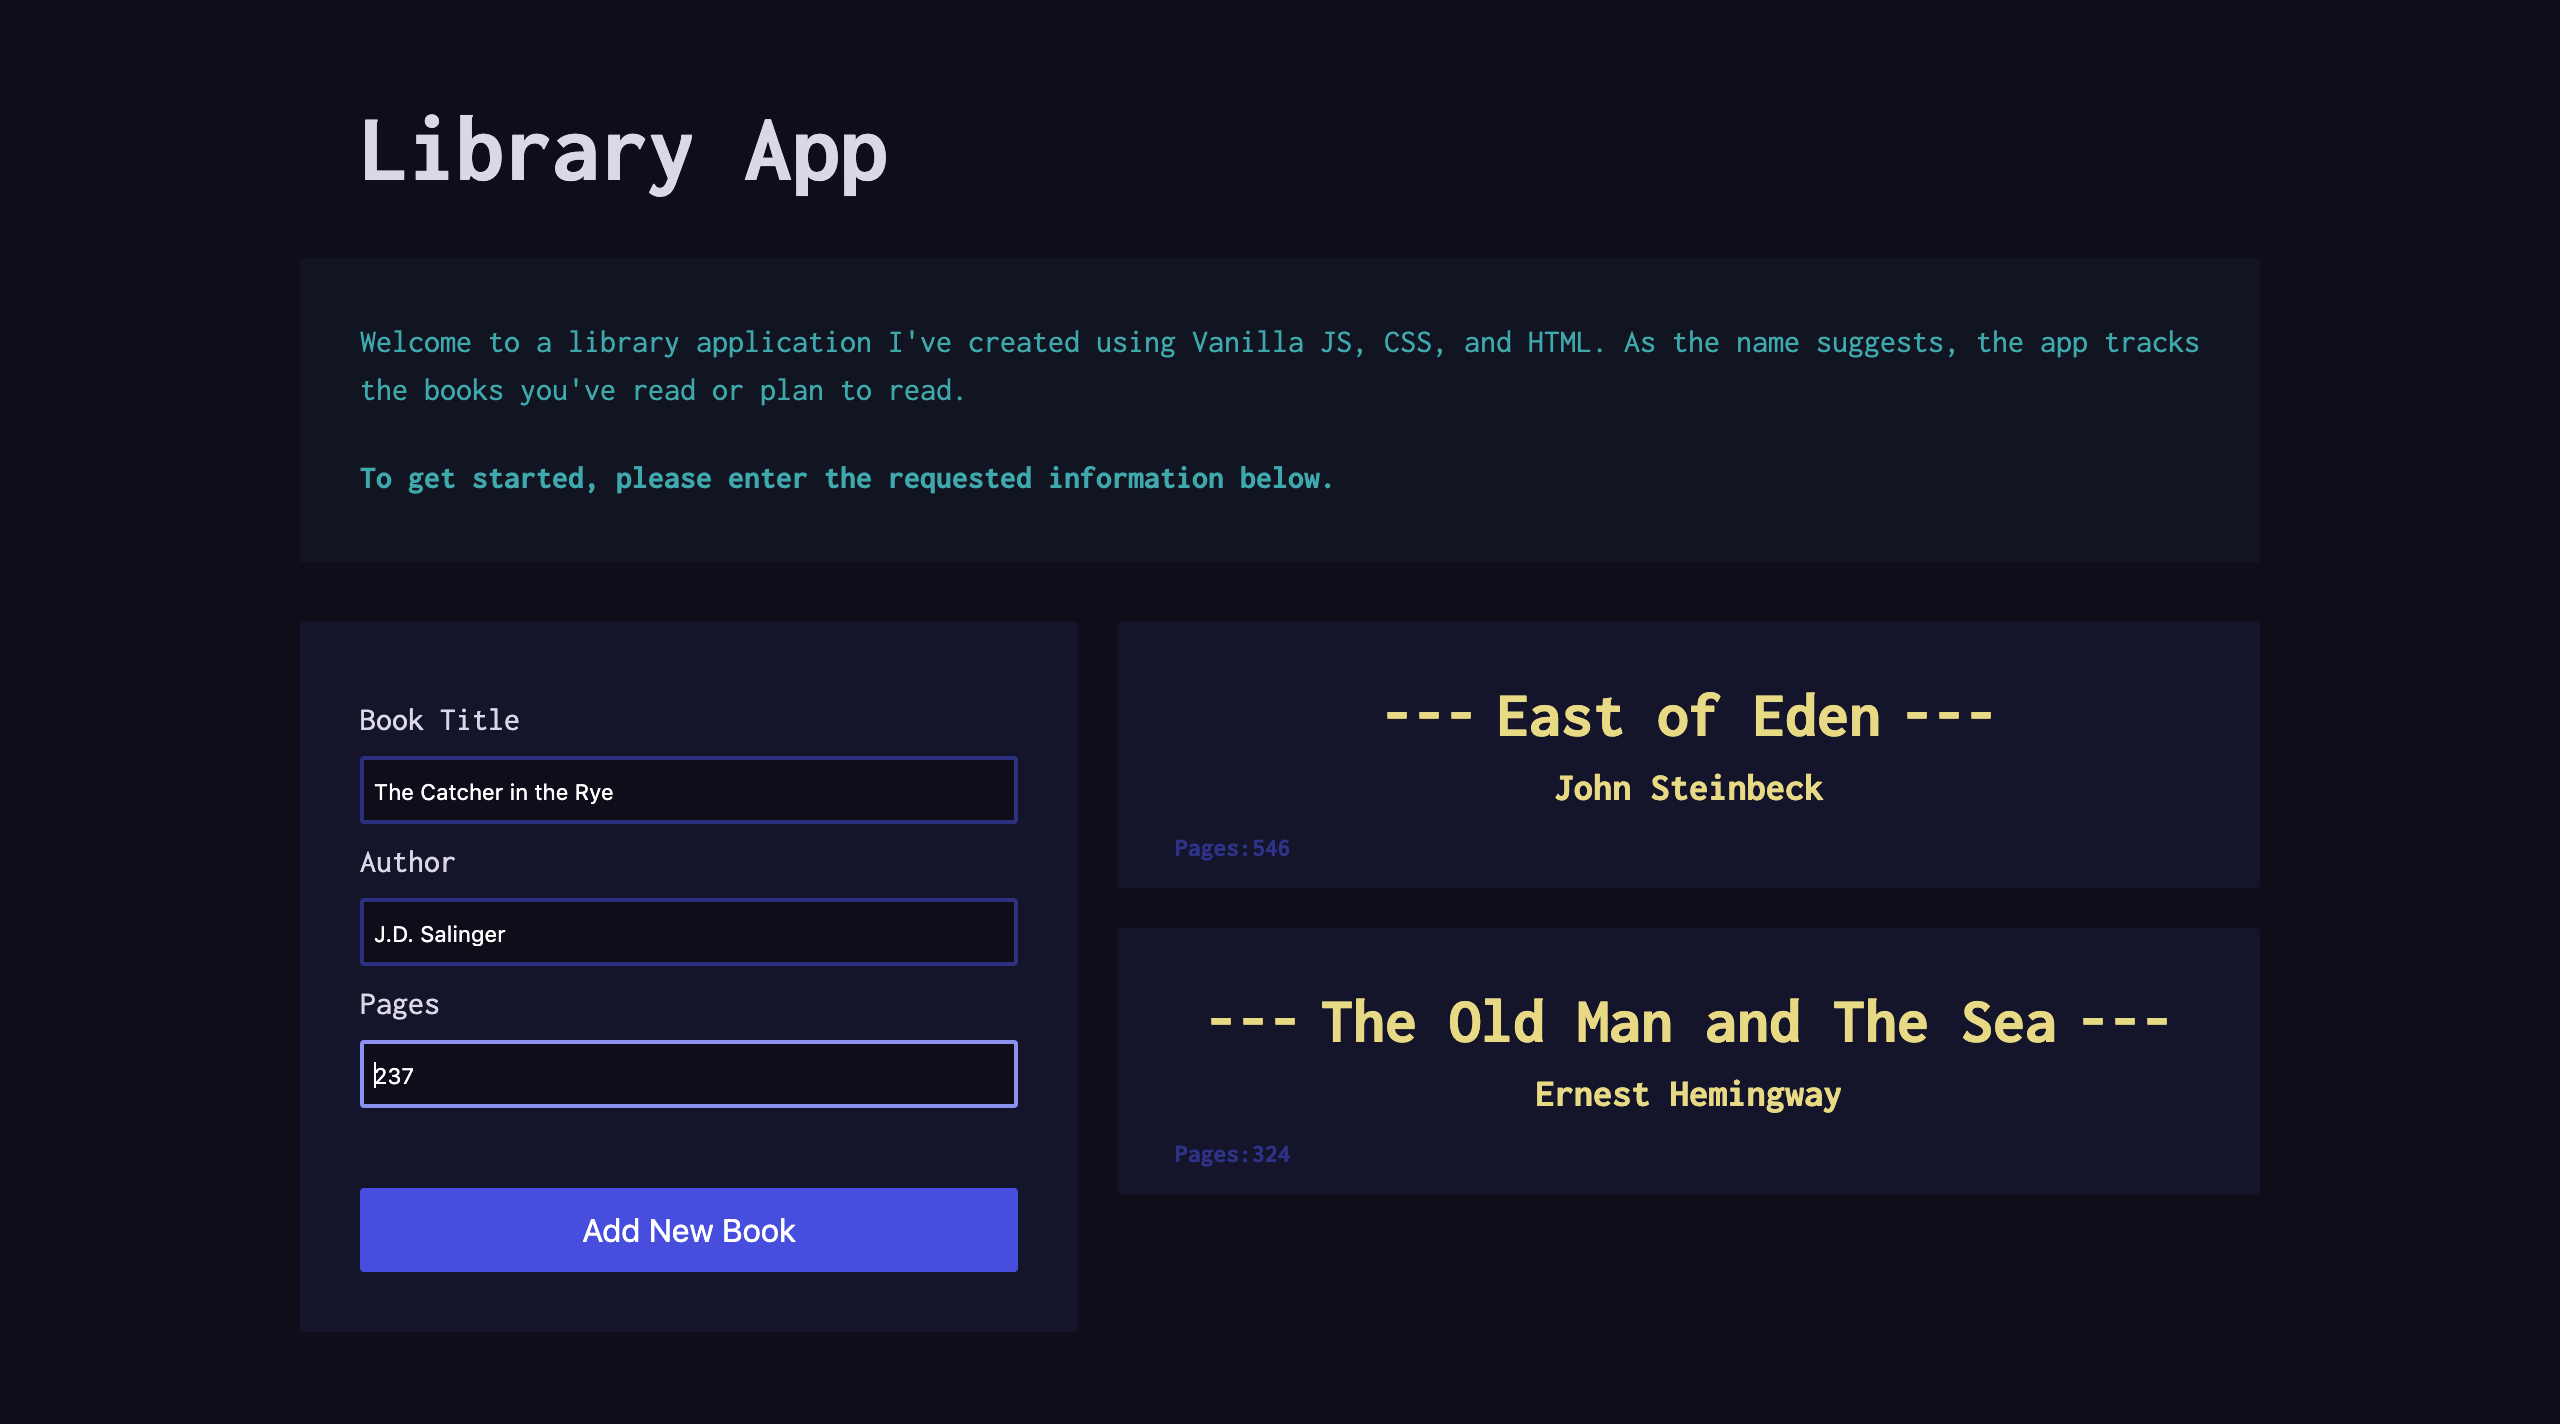 Library App
Welcome to a library application I've created using Vanilla JS, CSS, and HTML. As the name suggests, the app tracks
the books you've read or plan to read.
To get started, please enter the requested information below.
Book Title
The Catcher in the Rye
Author
J.D. Salinger
Pages
237
Add New Book
--- East of Eden ---
John Steinbeck
Pages:546
--- The Old Man and The Sea ---
Ernest Hemingway
Pages:324